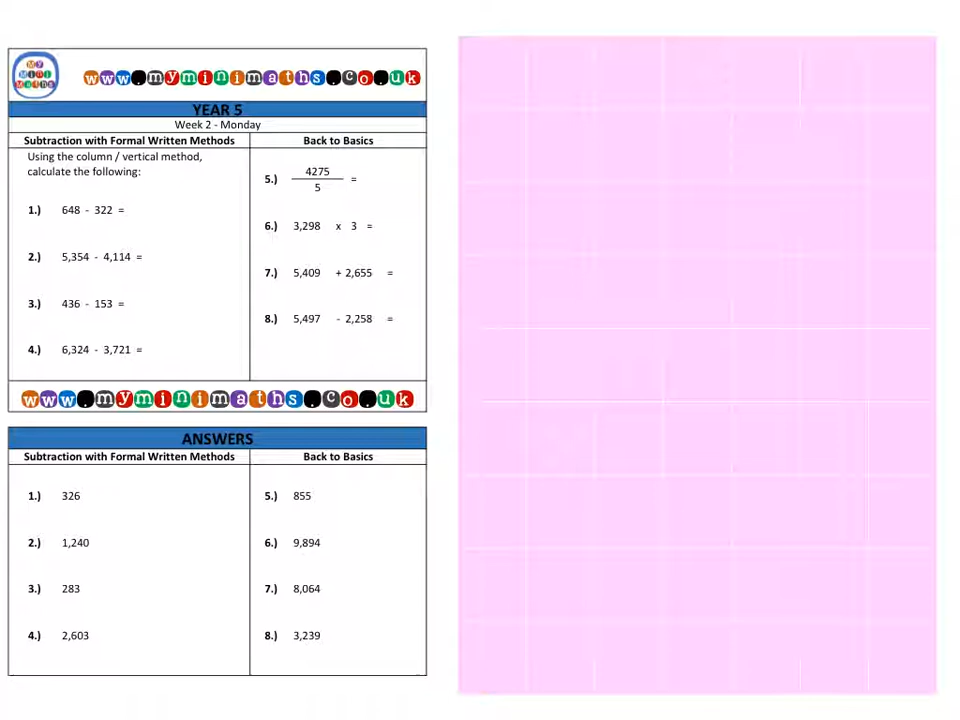 My
Mini
Maths
www.myminimaths.co.uk
YEAR 5
Week 2 - Monday
Subtraction with Formal Written Methods
Back to Basics
Using the column / vertical method,
calculate the following:
1.) 648 - 322 =
2.) 5,354 - 4,114 =
3.) 436 - 153 =
4.) 6,324 - 3,721 =
5.) 4275
5 =
6.) 3,298 x 3 =
7.) 5,409 + 2,655 =
8.) 5,497 - 2,258 =
www.myminimaths.co.uk
ANSWERS
Subtraction with Formal Written Methods
Back to Basics
1.) 326
2.) 1,240
3.) 283
4.) 2,603
5.) 855
6.) 9,894
7.) 8,064
8.) 3,239